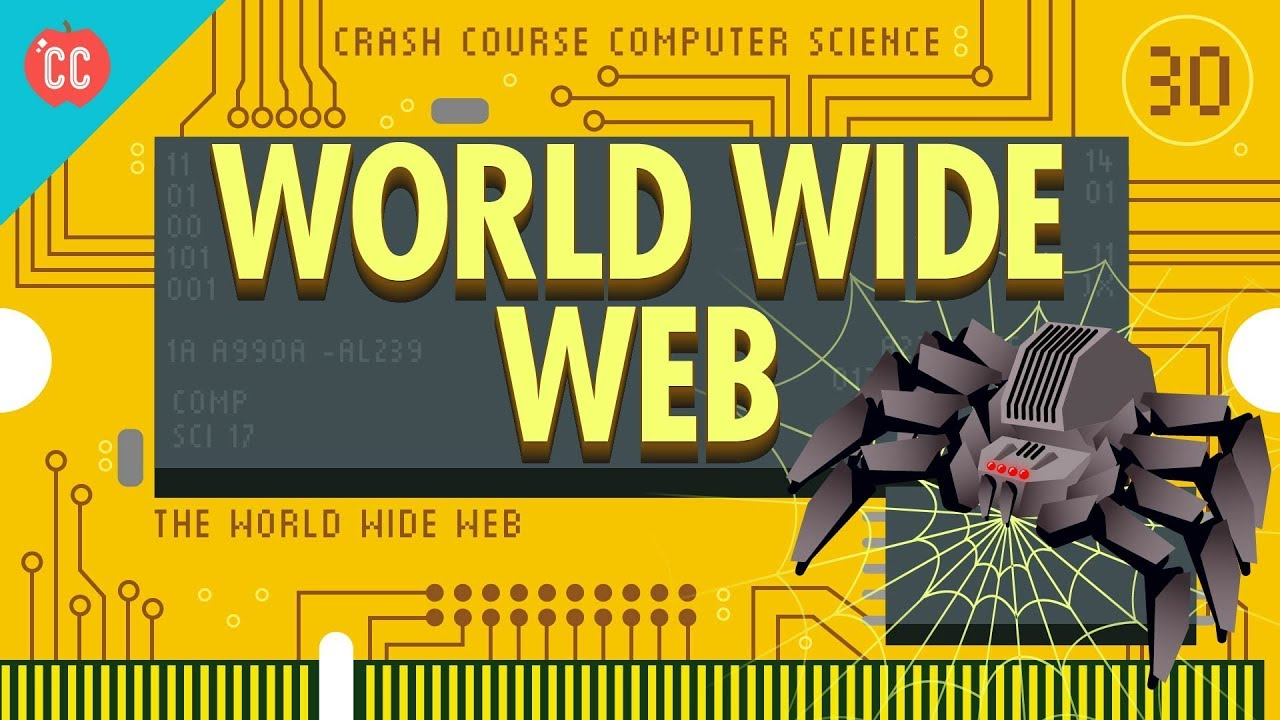 CC
CRASH COURSE COMPUTER SCIENCE
30
WORLD WIDE
WEB
11
01
00
101
001
14
01
11
1A A990A -AL239
COMP
SCI 17
THE WORLD WIDE WEB